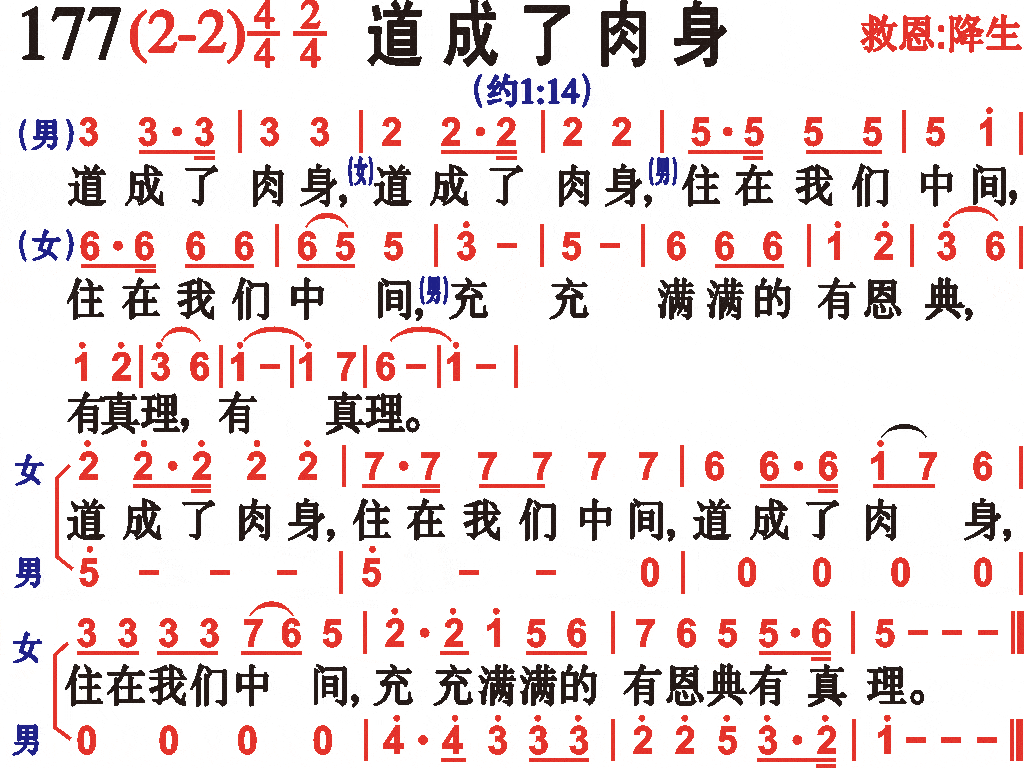 177(2-2) 4/4 2/4 道成了肉身 救恩:降生
(约1:14)
(男) 3 3·3 | 3 3 | 2 2·2 | 2 2 | 5·5 5 5 | 5 i |
道成了肉身,(女)道成了肉身,(男)住在我们中间,
(女) 6·6 6 6 | 6 5 5 | 3̇ - | 5 - | 6 6 6 | i 2̇ | 3̇ 6 |
住在我们中间,(男)充充满满的有恩典,
i 2̇ | 3̇ 6 | i - | i 7 | 6 - | i - |
有真理，有真理。
女 2̇ 2̇·2̇ 2̇ 2̇ | 7·7 7 7 7 7 | 6 6·6 i 7 6 |
道成了肉身,住在我们中间,道成了肉身,
男 5̇ - - - | 5̇ - - 0 | 0 0 0 0 |
女 3 3 3 3 7 6 5 | 2̇·2̇ i 5 6 | 7 6 5 5·6 | 5 - - - ‖
住在我们中间,充充满满的有恩典有真理。
男 0 0 0 0 | 4̇·4̇ 3̇ 3̇ 3̇ | 2̇ 2̇ 5̇ 3̇·2̇ | i - - - ‖